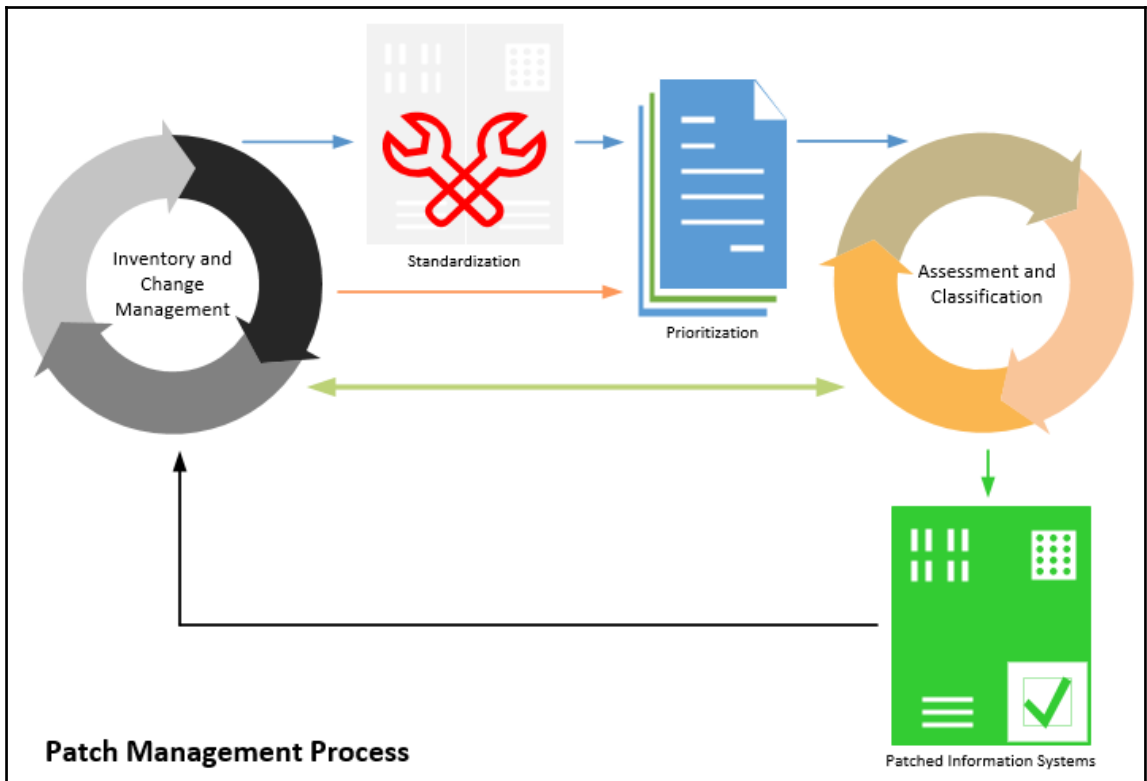 Inventory and
Change
Management
Standardization
Prioritization
Assessment and
Classification
Patched Information Systems
Patch Management Process